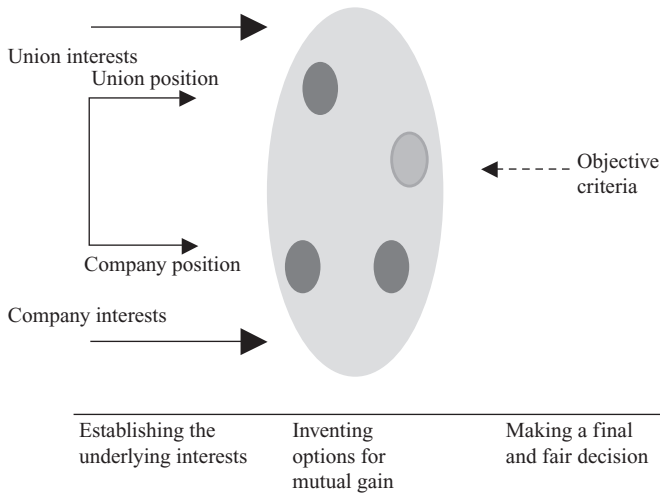 Union interests
Union position
Objective
criteria
Company position
Company interests
Establishing the
underlying interests
Inventing
options for
mutual gain
Making a final
and fair decision